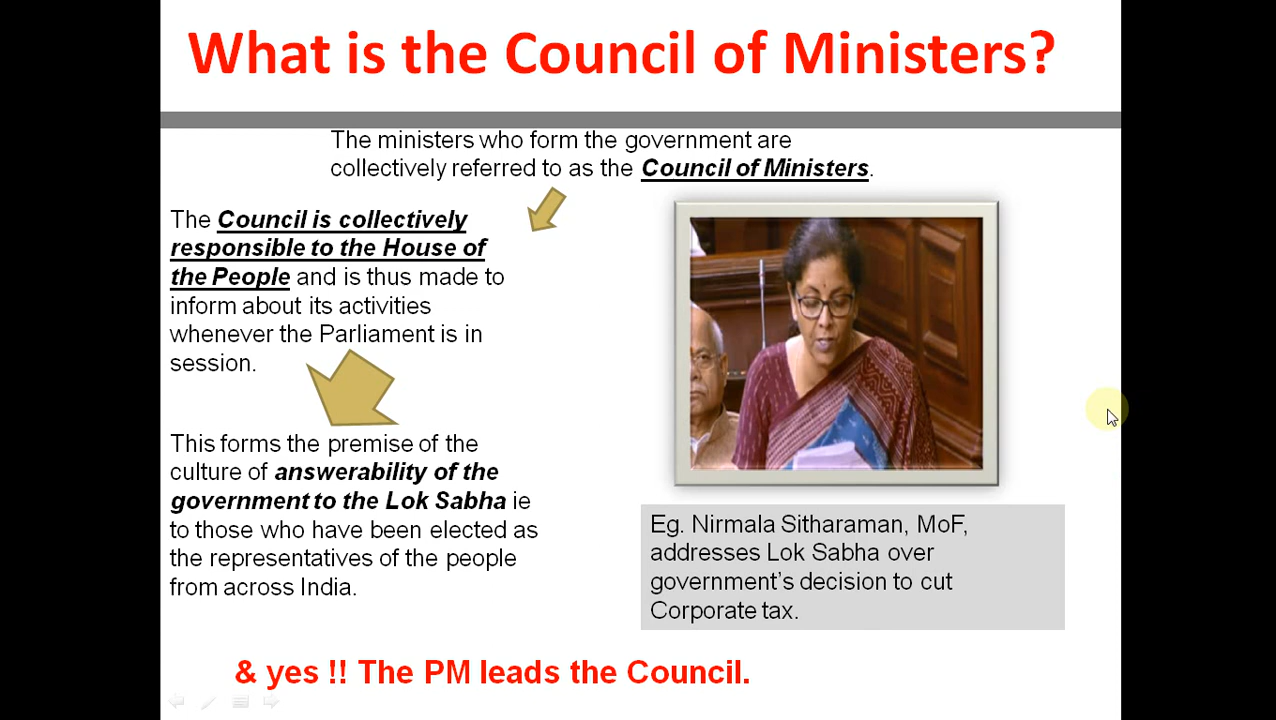 What is the Council of Ministers?
The ministers who form the government are
collectively referred to as the Council of Ministers.
The Council is collectively
responsible to the House of
the People and is thus made to
inform about its activities
whenever the Parliament is in
session.
This forms the premise of the
culture of answerability of the
government to the Lok Sabha ie
to those who have been elected as
the representatives of the people
from across India.
Eg. Nirmala Sitharaman, MoF,
addresses Lok Sabha over
government's decision to cut
Corporate tax.
& yes !! The PM leads the Council.